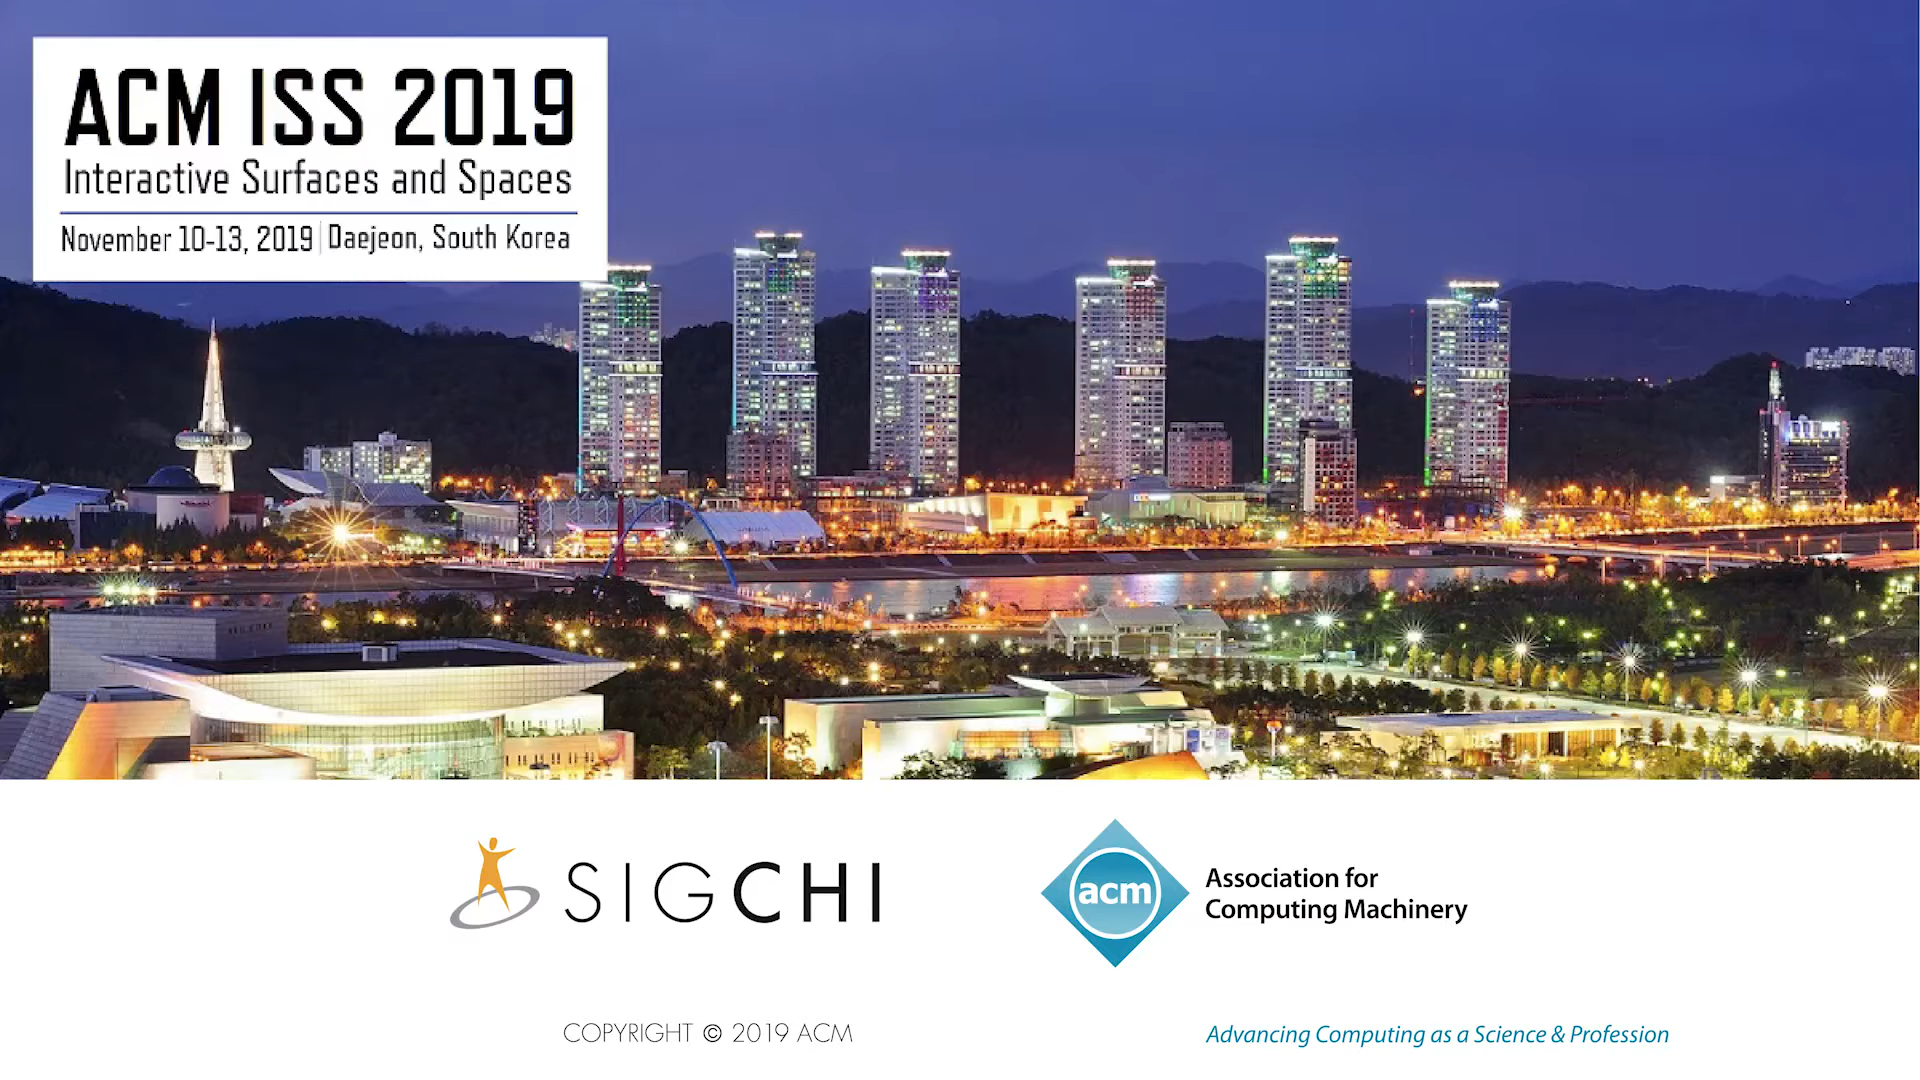 ACM ISS 2019
Interactive Surfaces and Spaces
November 10-13, 2019 | Daejeon, South Korea
SIGCHI
acm
Association for
Computing Machinery
COPYRIGHT © 2019 ACM
Advancing Computing as a Science & Profession